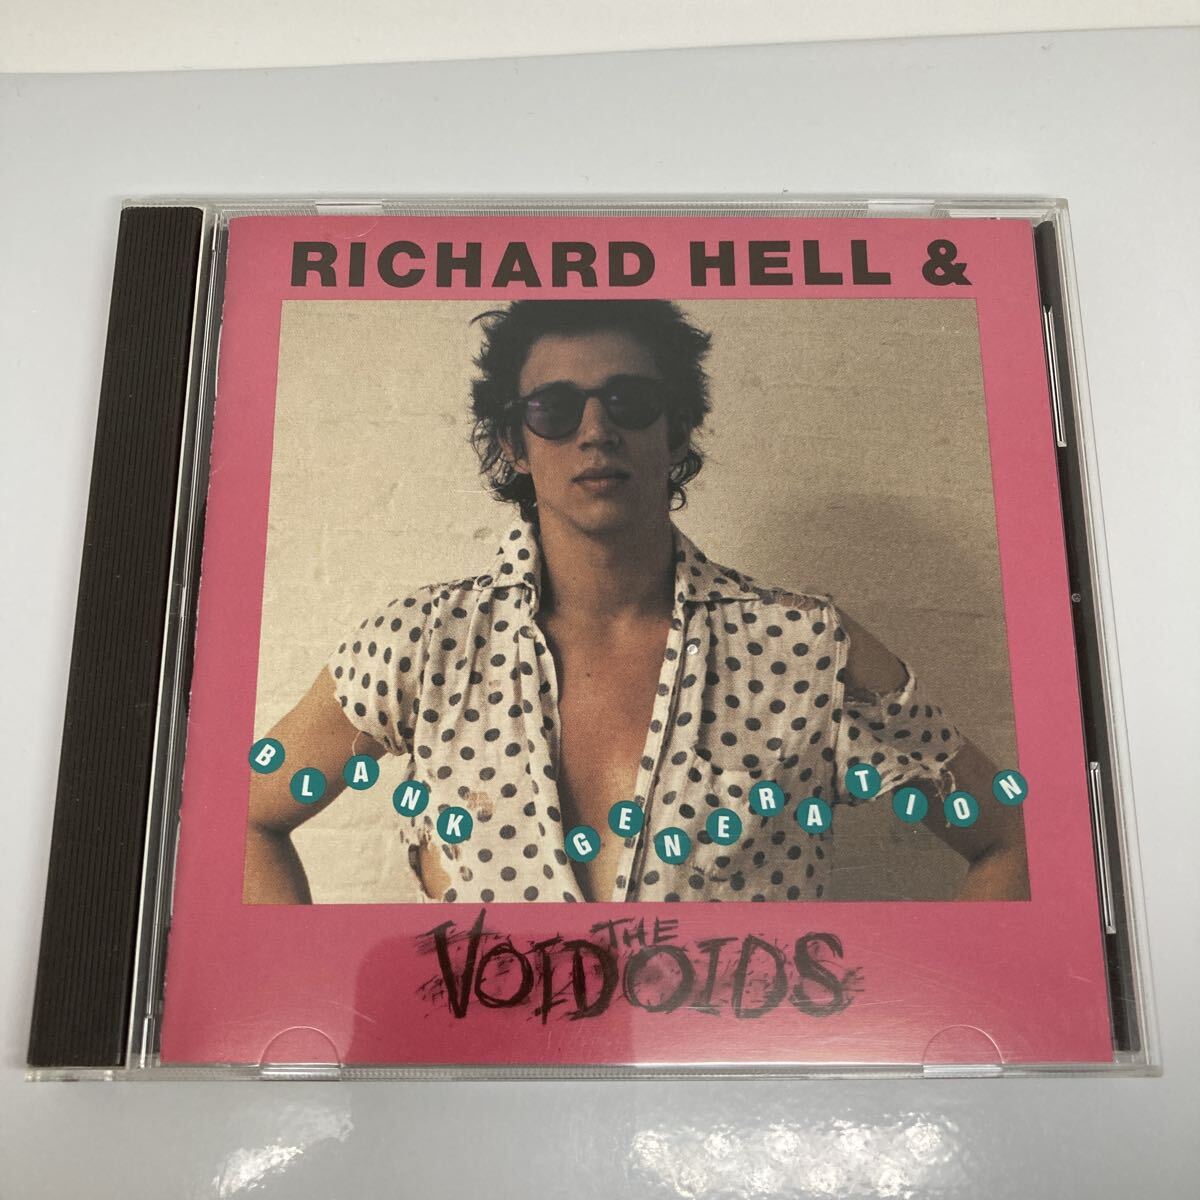 RICHARD HELL &
BLANK GENERATION
THE
VOIDOIDS